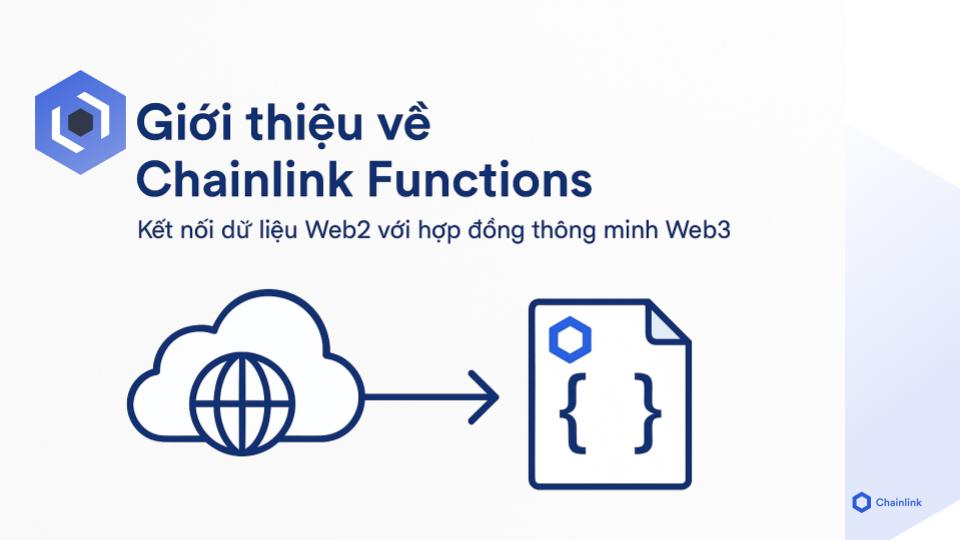 Giới thiệu về
Chainlink Functions
Kết nối dữ liệu Web2 với hợp đồng thông minh Web3
{ }
Chainlink